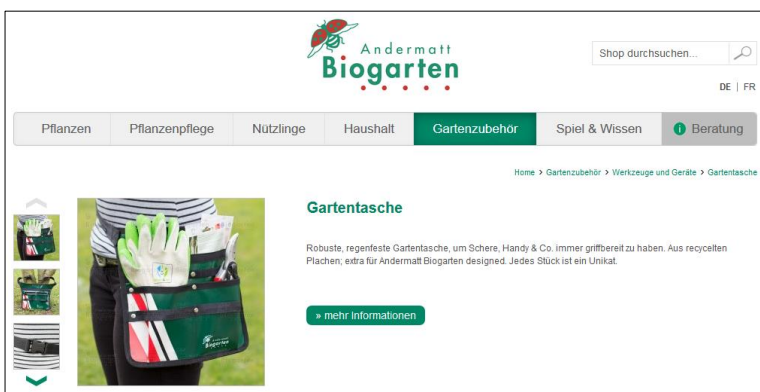 Andermatt
Biogarten
Shop durchsuchen...
DE | FR
Pflanzen Pflanzenpflege Nützlinge Haushalt Gartenzubehör Spiel & Wissen i Beratung
Home > Gartenzubehör > Werkzeuge und Geräte > Gartentasche
Gartentasche
Robuste, regenfeste Gartentasche, um Schere, Handy & Co. immer griffbereit zu haben. Aus recycelten
Plachen; extra für Andermatt Biogarten designed. Jedes Stück ist ein Unikat.
» mehr Informationen
Andermatt
Biogarten